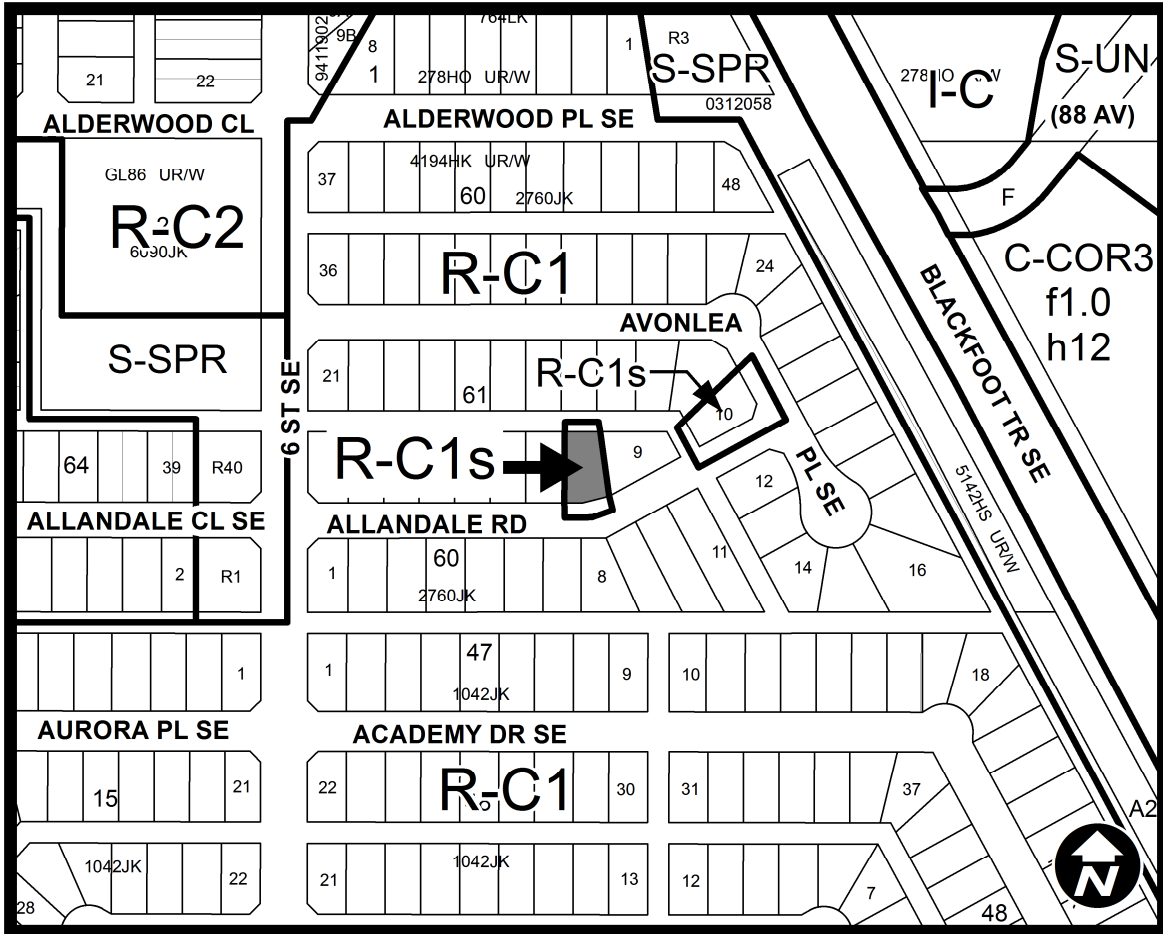 764LK
9411902
9B
8
1
278HO UR/W
1
R3
S-SPR
0312058
278HO
I-C
S-UN
(88 AV)
21
22
ALDERWOOD CL
ALDERWOOD PL SE
GL86 UR/W
R-C2
6090JK
37
4194HK UR/W
60
2760JK
48
F
C-COR3
f1.0
h12
36
R-C1
24
AVONLEA
BLACKFOOT TR SE
S-SPR
6 ST SE
21
61
R-C1s
10
64
39
R40
R-C1s
9
12
PL SE
5142HS UR/W
ALLANDALE CL SE
ALLANDALE RD
2
R1
1
60
2760JK
8
11
14
16
1
1
47
1042JK
9
10
18
AURORA PL SE
ACADEMY DR SE
15
21
22
R-C1
30
31
37
A2
28
1042JK
22
21
1042JK
13
12
7
48
N